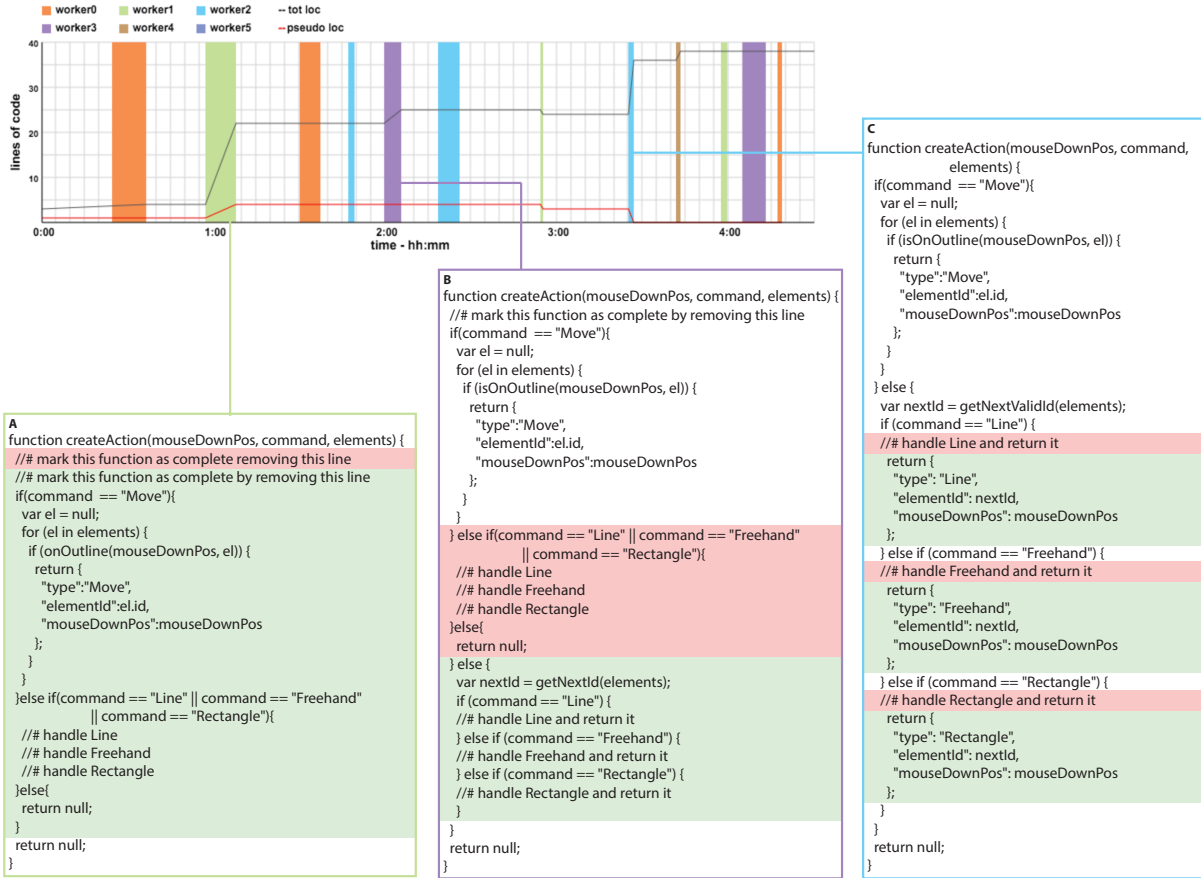 worker0 worker1 worker2 -- tot loc
worker3 worker4 worker5 --pseudo loc
40
30
20
10
lines of code
0:00 1:00 2:00 3:00 4:00
time - hh:mm
A
function createAction(mouseDownPos, command, elements) {
//# mark this function as complete removing this line
//# mark this function as complete by removing this line
if(command == "Move"){
var el = null;
for (el in elements) {
if (onOutline(mouseDownPos, el)) {
return {
"type":"Move",
"elementId":el.id,
"mouseDownPos":mouseDownPos
};
}
}
}else if(command == "Line" || command == "Freehand"
|| command == "Rectangle"){
//# handle Line
//# handle Freehand
//# handle Rectangle
}else{
return null;
}
return null;
}
B
function createAction(mouseDownPos, command, elements) {
//# mark this function as complete by removing this line
if(command == "Move"){
var el = null;
for (el in elements) {
if (isOnOutline(mouseDownPos, el)) {
return {
"type":"Move",
"elementId":el.id,
"mouseDownPos":mouseDownPos
};
}
}
} else if(command == "Line" || command == "Freehand"
|| command == "Rectangle"){
//# handle Line
//# handle Freehand
//# handle Rectangle
}else{
return null;
} else {
var nextId = getNextId(elements);
if (command == "Line") {
//# handle Line and return it
} else if (command == "Freehand") {
//# handle Freehand and return it
} else if (command == "Rectangle") {
//# handle Rectangle and return it
}
}
return null;
}
C
function createAction(mouseDownPos, command,
elements) {
if(command == "Move"){
var el = null;
for (el in elements) {
if (isOnOutline(mouseDownPos, el)) {
return {
"type":"Move",
"elementId":el.id,
"mouseDownPos":mouseDownPos
};
}
}
} else {
var nextId = getNextValidId(elements);
if (command == "Line") {
//# handle Line and return it
return {
"type": "Line",
"elementId": nextId,
"mouseDownPos": mouseDownPos
};
} else if (command == "Freehand") {
//# handle Freehand and return it
return {
"type": "Freehand",
"elementId": nextId,
"mouseDownPos": mouseDownPos
};
} else if (command == "Rectangle") {
//# handle Rectangle and return it
return {
"type": "Rectangle",
"elementId": nextId,
"mouseDownPos": mouseDownPos
};
}
}
return null;
}